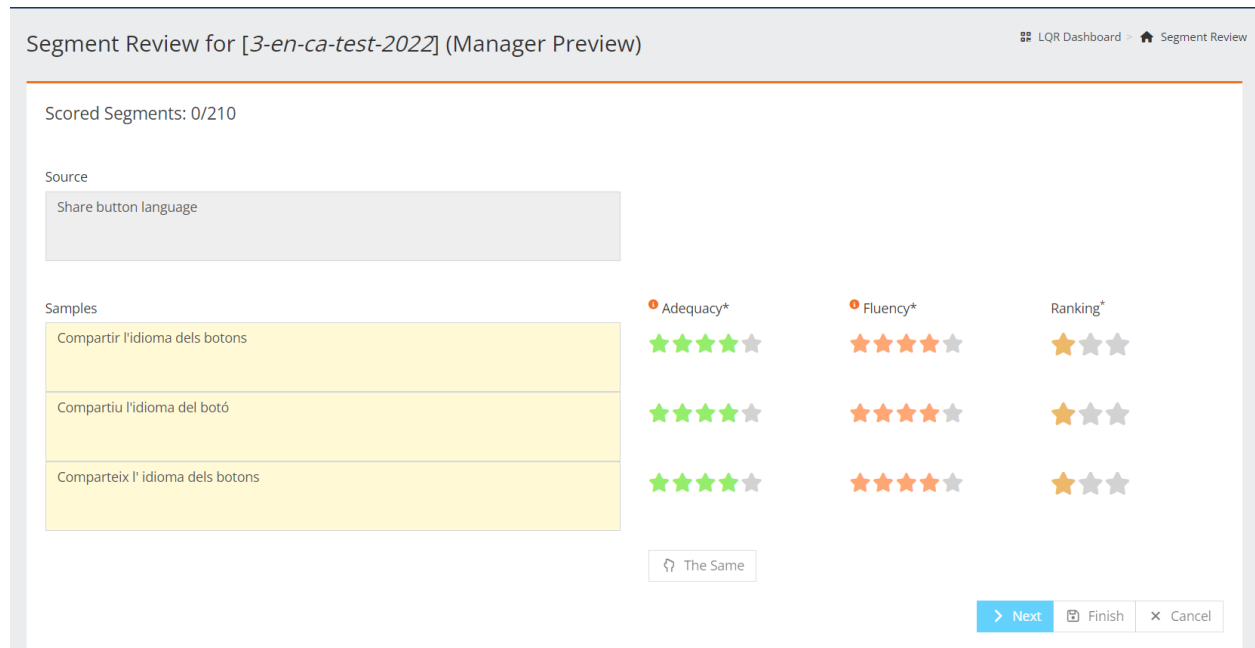 Segment Review for [3-en-ca-test-2022] (Manager Preview)
LQR Dashboard > Segment Review
Scored Segments: 0/210
Source
Share button language
Samples
Adequacy*
Fluency*
Ranking*
Compartir l'idioma dels botons
Compartiu l'idioma del botó
Comparteix l' idioma dels botons
The Same
Next
Finish
Cancel